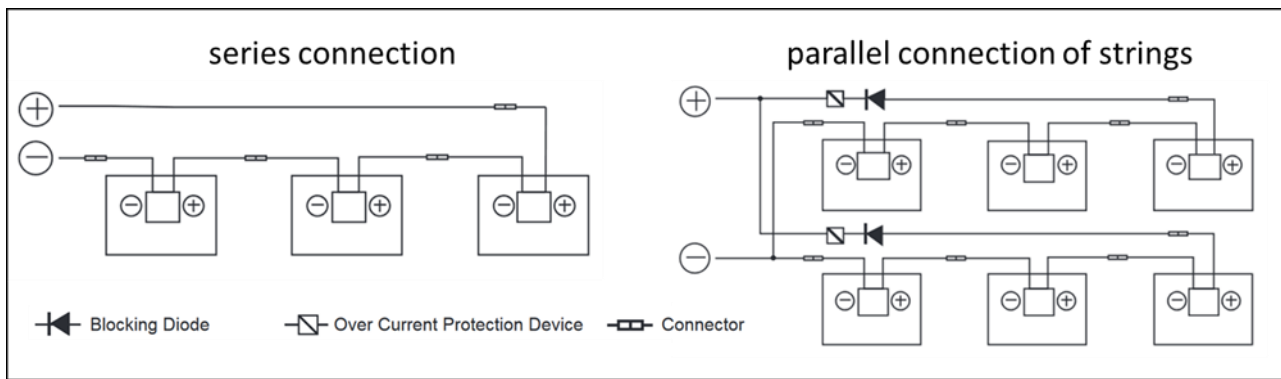 series connection
parallel connection of strings
+
−
− + − + − +
+
− + − + − +
−
− + − + − +
Blocking Diode
Over Current Protection Device
Connector